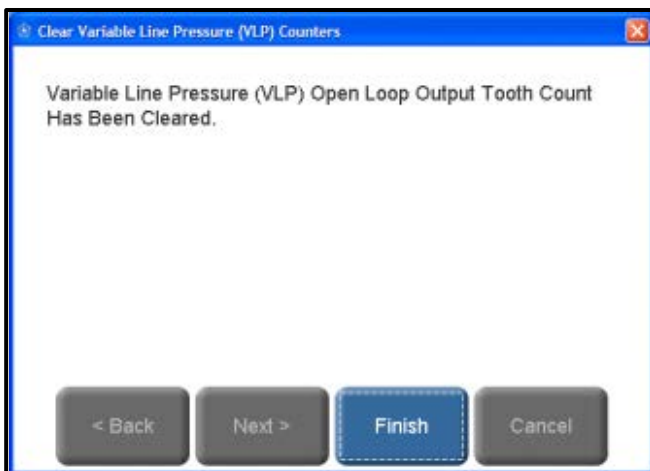 Clear Variable Line Pressure (VLP) Counters
Variable Line Pressure (VLP) Open Loop Output Tooth Count
Has Been Cleared.
< Back Next > Finish Cancel